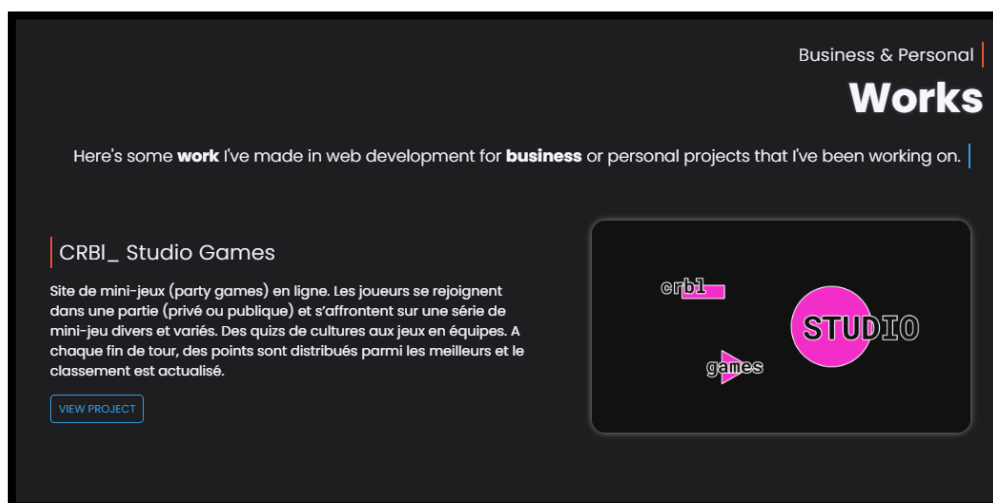 Business & Personal
Works
Here's some work I've made in web development for business or personal projects that I've been working on.
CRBl_ Studio Games
Site de mini-jeux (party games) en ligne. Les joueurs se rejoignent
dans une partie (privé ou publique) et s’affrontent sur une série de
mini-jeu divers et variés. Des quizs de cultures aux jeux en équipes. A
chaque fin de tour, des points sont distribués parmi les meilleurs et le
classement est actualisé.
VIEW PROJECT
crbl
STUDIO
games